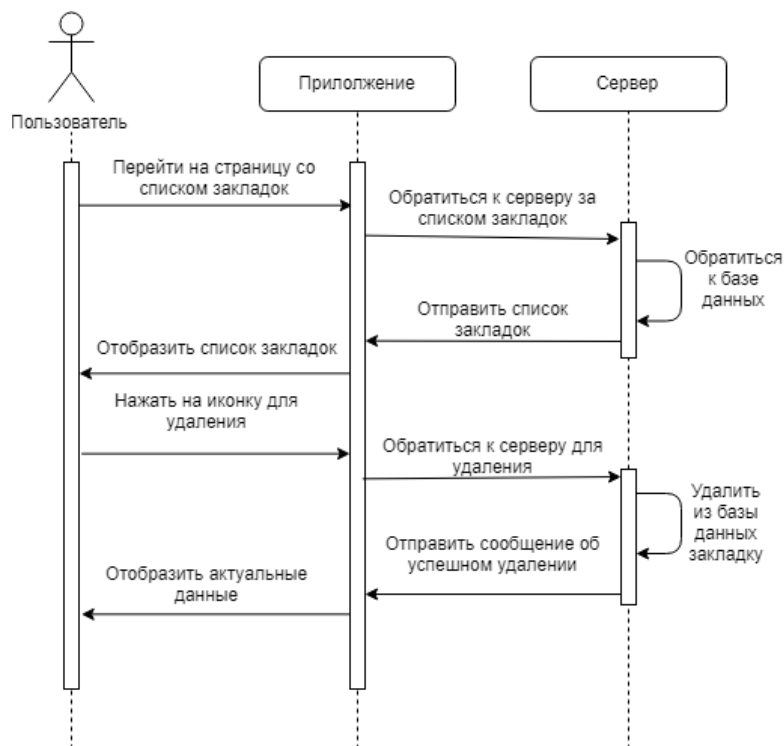 Пользователь
Прилолжение
Сервер
Перейти на страницу со
списком закладок
Обратиться к серверу за
списком закладок
Обратиться
к базе
данных
Отправить список
закладок
Отобразить список закладок
Нажать на иконку для
удаления
Обратиться к серверу для
удаления
Удалить
из базы
данных
закладку
Отправить сообщение об
успешном удалении
Отобразить актуальные
данные